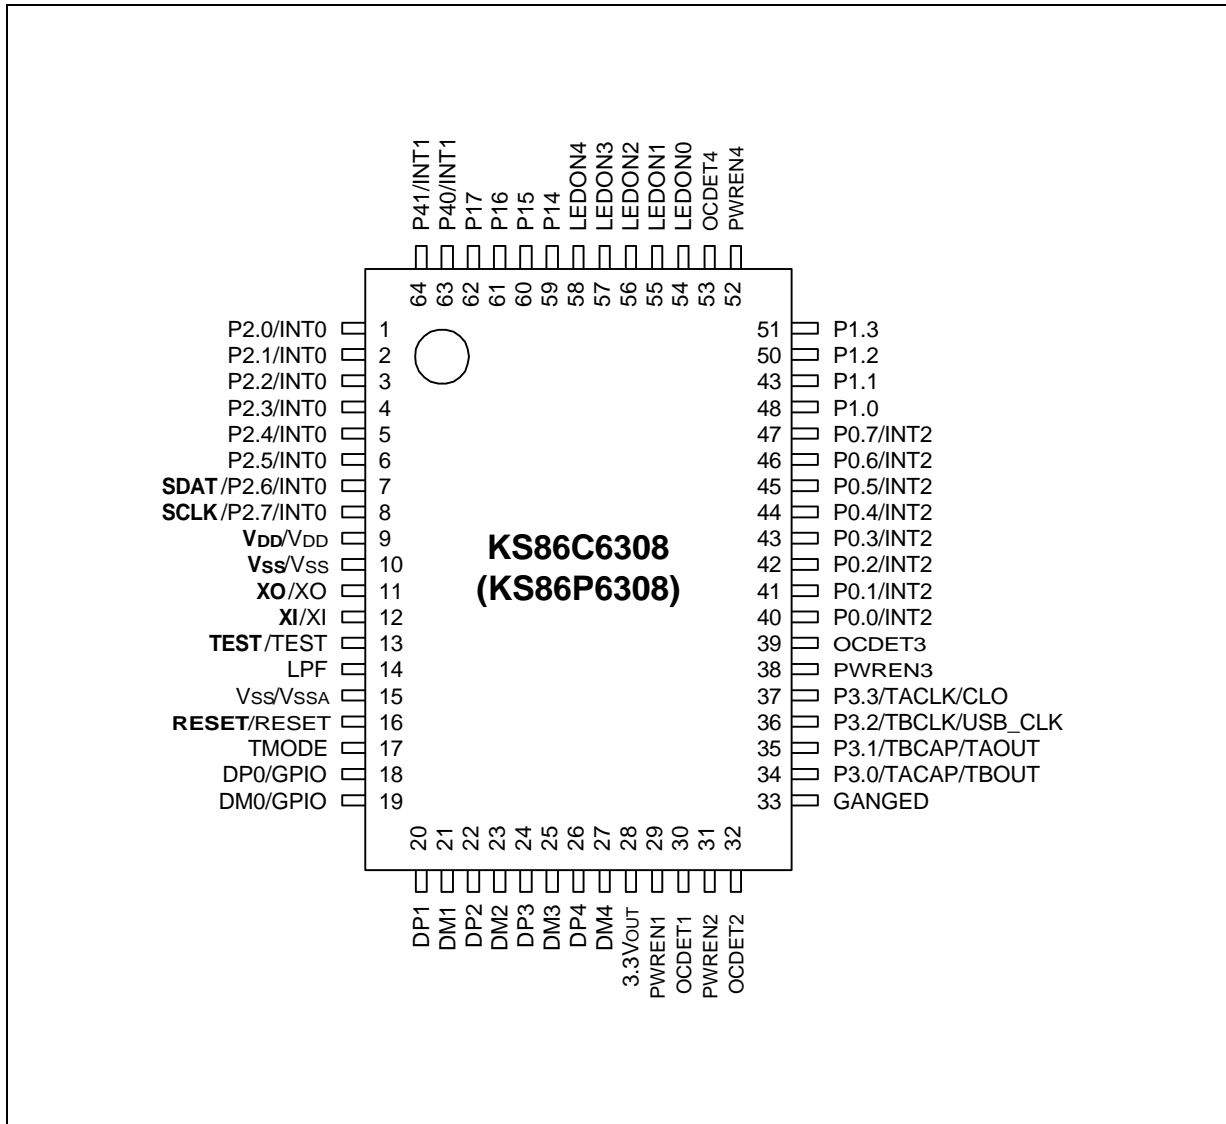 P41/INT1
P40/INT1
P17
P16
P15
P14
LEDON4
LEDON3
LEDON2
LEDON1
LEDON0
OCDET4
PWREN4
64 63 62 61 60 59 58 57 56 55 54 53 52
P2.0/INT0 1
P2.1/INT0 2
P2.2/INT0 3
P2.3/INT0 4
P2.4/INT0 5
P2.5/INT0 6
SDAT/P2.6/INT0 7
SCLK/P2.7/INT0 8
VDD/VDD 9
VSS/VSS 10
XO/XO 11
XI/XI 12
TEST/TEST 13
LPF 14
VSS/VSSA 15
RESET/RESET 16
TMODE 17
DP0/GPIO 18
DM0/GPIO 19
KS86C6308
(KS86P6308)
51 P1.3
50 P1.2
43 P1.1
48 P1.0
47 P0.7/INT2
46 P0.6/INT2
45 P0.5/INT2
44 P0.4/INT2
43 P0.3/INT2
42 P0.2/INT2
41 P0.1/INT2
40 P0.0/INT2
39 OCDET3
38 PWREN3
37 P3.3/TACLK/CLO
36 P3.2/TBCLK/USB_CLK
35 P3.1/TBCAP/TAOUT
34 P3.0/TACAP/TBOUT
33 GANGED
20 21 22 23 24 25 26 27 28 29 30 31 32
DP1
DM1
DP2
DM2
DP3
DM3
DP4
DM4
3.3VOUT
PWREN1
OCDET1
PWREN2
OCDET2